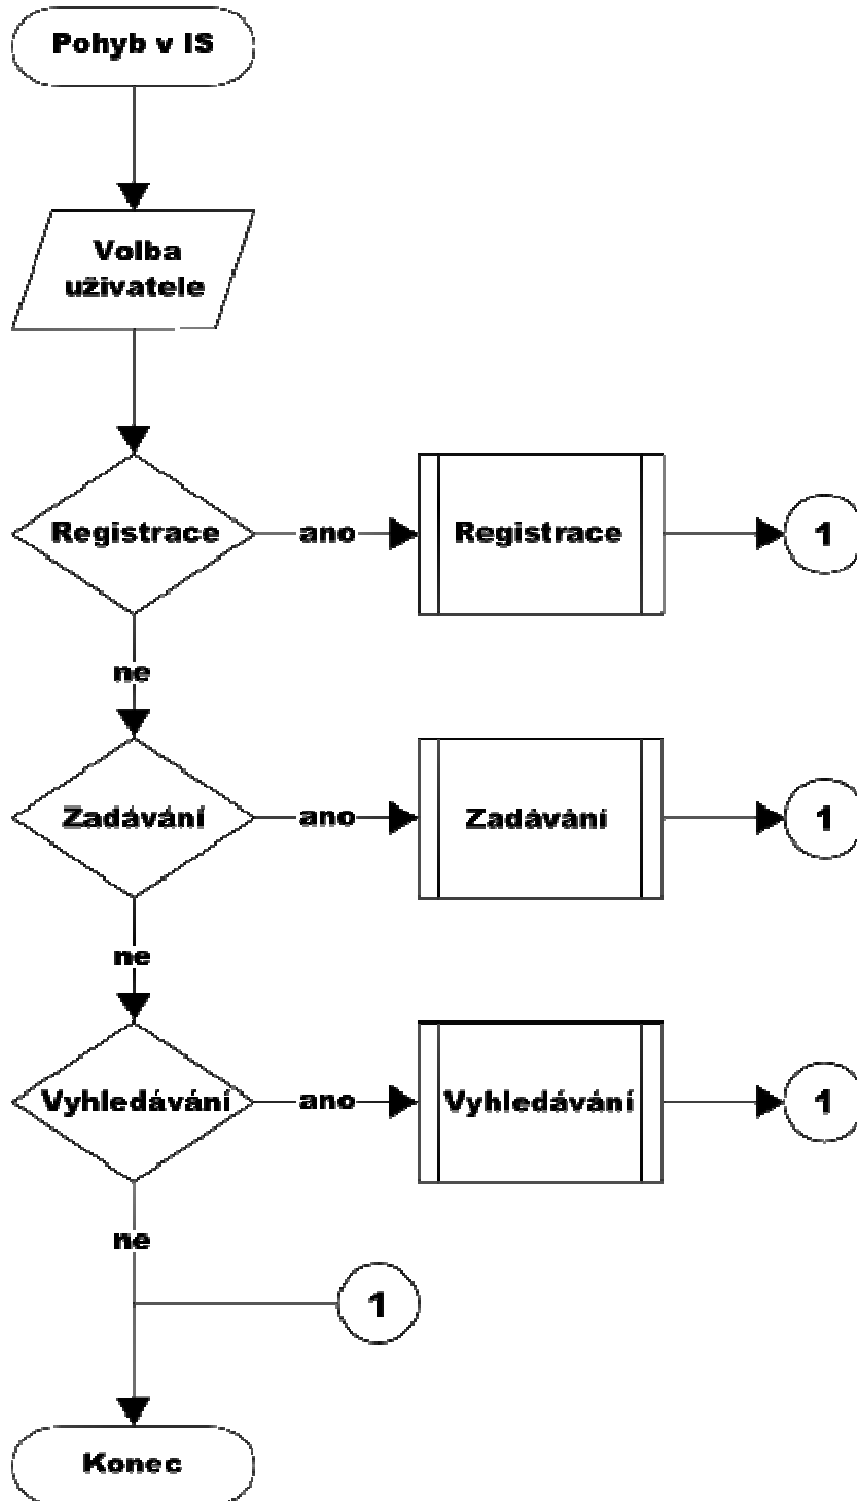 Pohyb v IS
Volba
uživatele
Registrace
ano
Registrace
1
ne
Zadávání
ano
Zadávání
1
ne
Vyhledávání
ano
Vyhledávání
1
ne
1
Konec